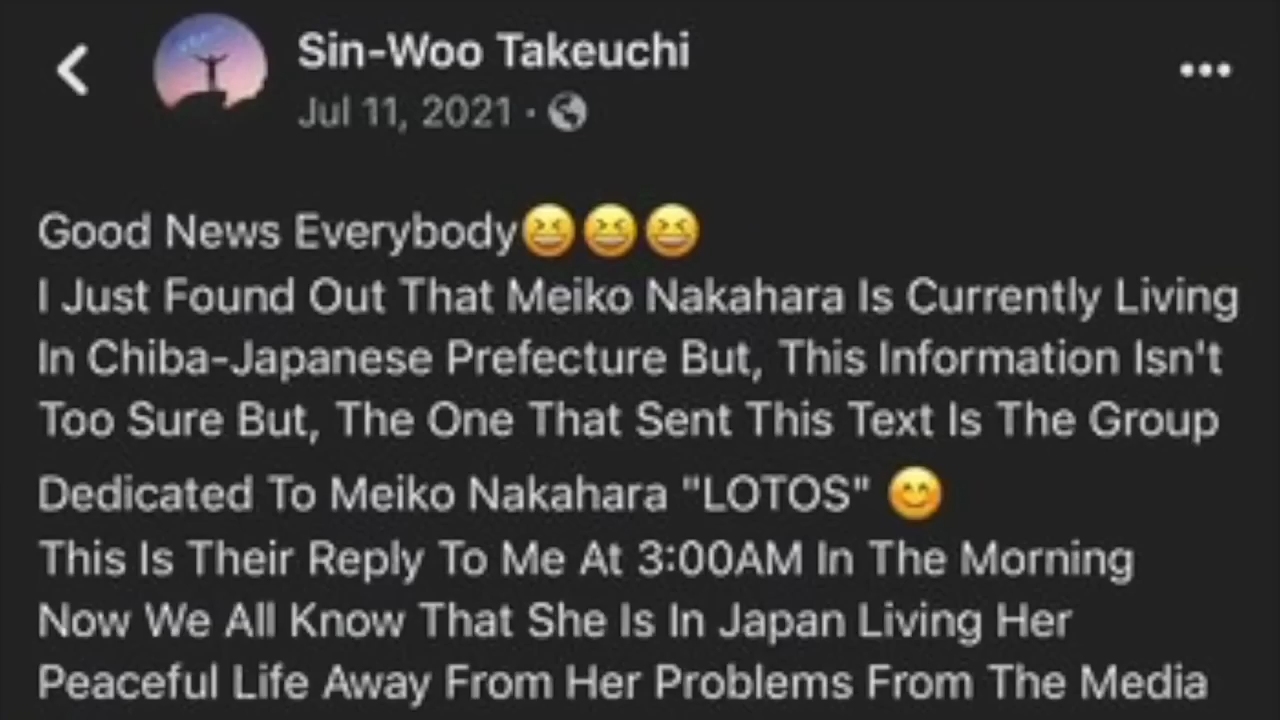 Sin-Woo Takeuchi
Jul 11, 2021 ·
Good News Everybody😆😆😆
I Just Found Out That Meiko Nakahara Is Currently Living
In Chiba-Japanese Prefecture But, This Information Isn't
Too Sure But, The One That Sent This Text Is The Group
Dedicated To Meiko Nakahara "LOTOS" 😊
This Is Their Reply To Me At 3:00AM In The Morning
Now We All Know That She Is In Japan Living Her
Peaceful Life Away From Her Problems From The Media